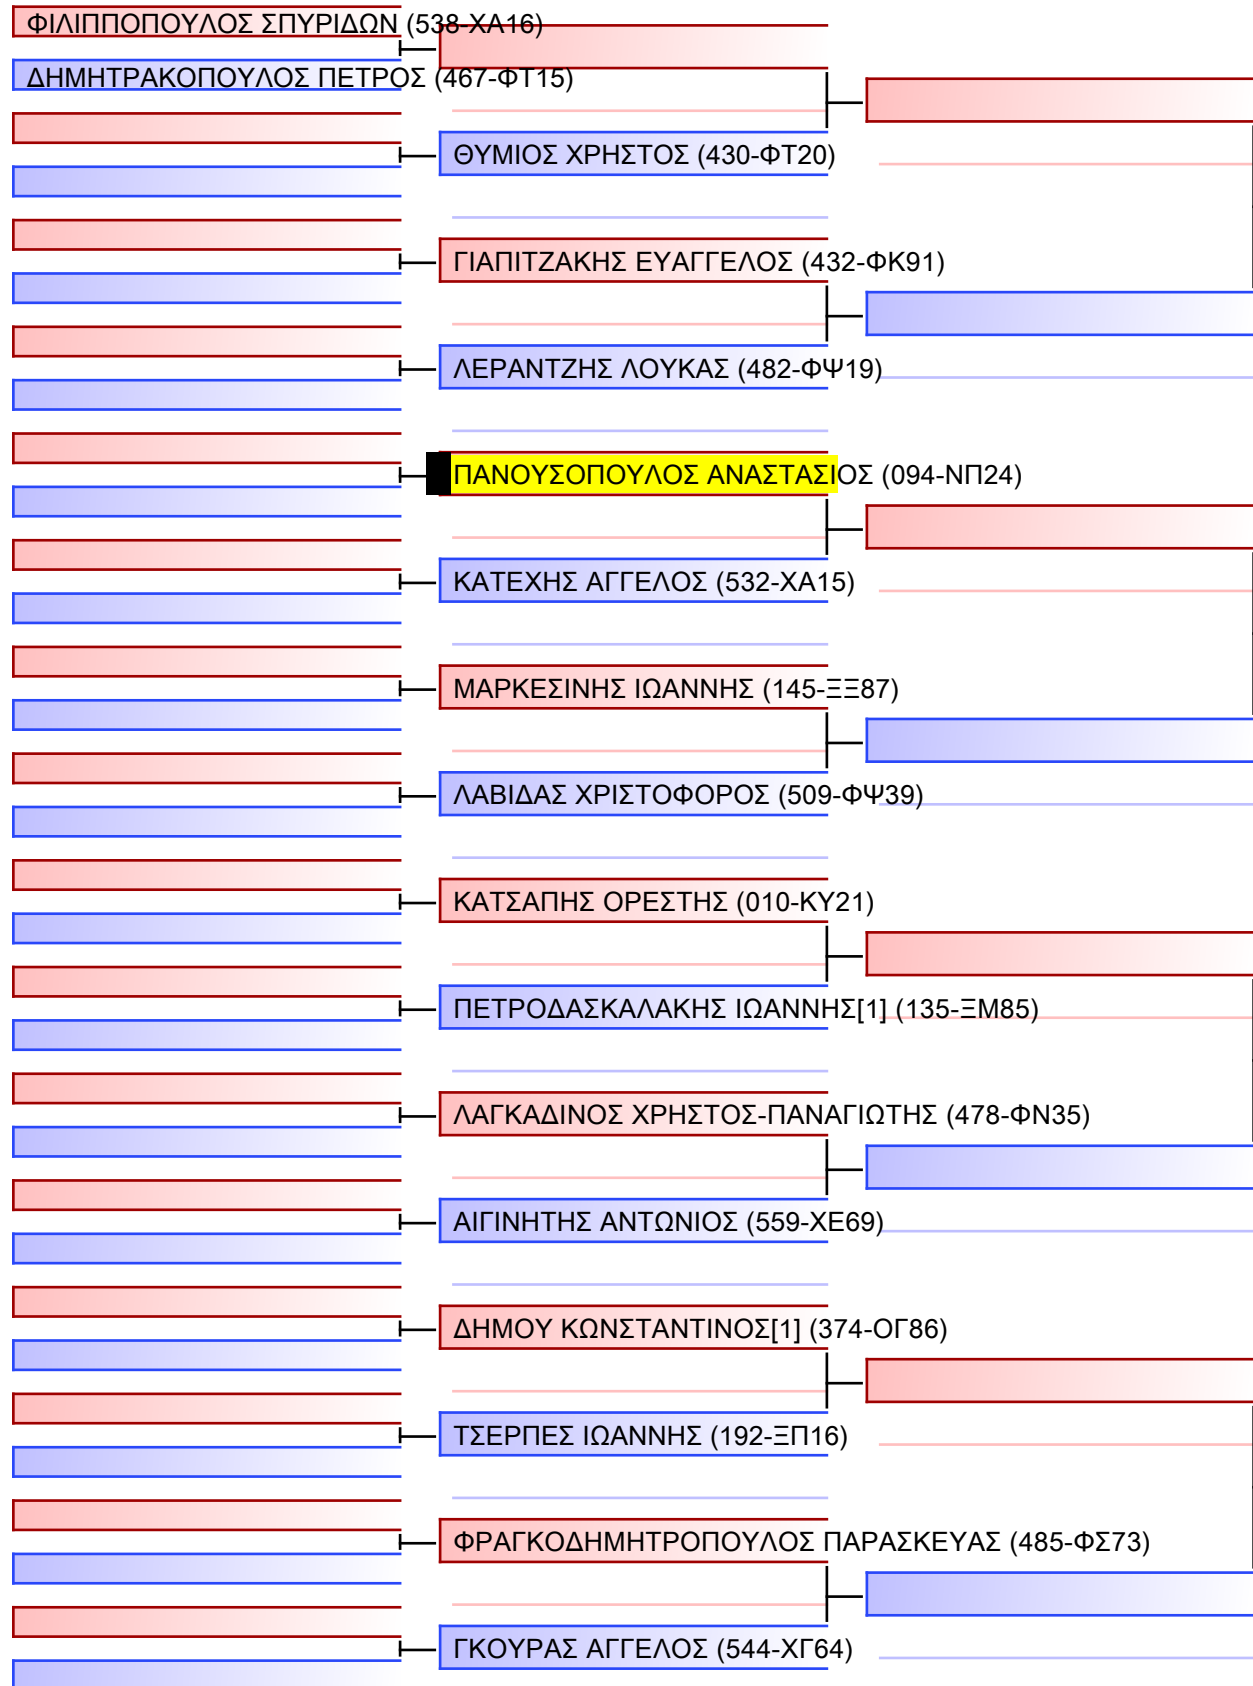 ΦΙΛΙΠΠΟΠΟΥΛΟΣ ΣΠΥΡΙΔΩΝ (538-ΧΑ16)
ΔΗΜΗΤΡΑΚΟΠΟΥΛΟΣ ΠΕΤΡΟΣ (467-ΦΤ15)
ΘΥΜΙΟΣ ΧΡΗΣΤΟΣ (430-ΦΤ20)
ΓΙΑΠΙΤΖΑΚΗΣ ΕΥΑΓΓΕΛΟΣ (432-ΦΚ91)
ΛΕΡΑΝΤΖΗΣ ΛΟΥΚΑΣ (482-ΦΨ19)
ΠΑΝΟΥΣΟΠΟΥΛΟΣ ΑΝΑΣΤΑΣΙΟΣ (094-ΝΠ24)
ΚΑΤΕΧΗΣ ΑΓΓΕΛΟΣ (532-ΧΑ15)
ΜΑΡΚΕΣΙΝΗΣ ΙΩΑΝΝΗΣ (145-ΞΞ87)
ΛΑΒΙΔΑΣ ΧΡΙΣΤΟΦΟΡΟΣ (509-ΦΨ39)
ΚΑΤΣΑΠΗΣ ΟΡΕΣΤΗΣ (010-ΚΥ21)
ΠΕΤΡΟΔΑΣΚΑΛΑΚΗΣ ΙΩΑΝΝΗΣ[1] (135-ΞΜ85)
ΛΑΓΚΑΔΙΝΟΣ ΧΡΗΣΤΟΣ-ΠΑΝΑΓΙΩΤΗΣ (478-ΦΝ35)
ΑΙΓΙΝΗΤΗΣ ΑΝΤΩΝΙΟΣ (559-ΧΕ69)
ΔΗΜΟΥ ΚΩΝΣΤΑΝΤΙΝΟΣ[1] (374-ΟΓ86)
ΤΣΕΡΠΕΣ ΙΩΑΝΝΗΣ (192-ΞΠ16)
ΦΡΑΓΚΟΔΗΜΗΤΡΟΠΟΥΛΟΣ ΠΑΡΑΣΚΕΥΑΣ (485-ΦΣ73)
ΓΚΟΥΡΑΣ ΑΓΓΕΛΟΣ (544-ΧΓ64)